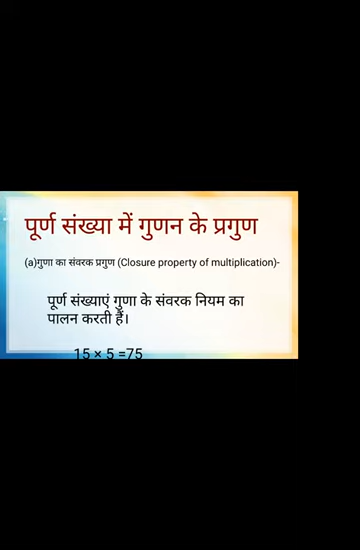 पूर्ण संख्या में गुणन के प्रगुण
(a)गुणा का संवरक प्रगुण (Closure property of multiplication)-
पूर्ण संख्याएं गुणा के संवरक नियम का
पालन करती हैं।
15 × 5 =75